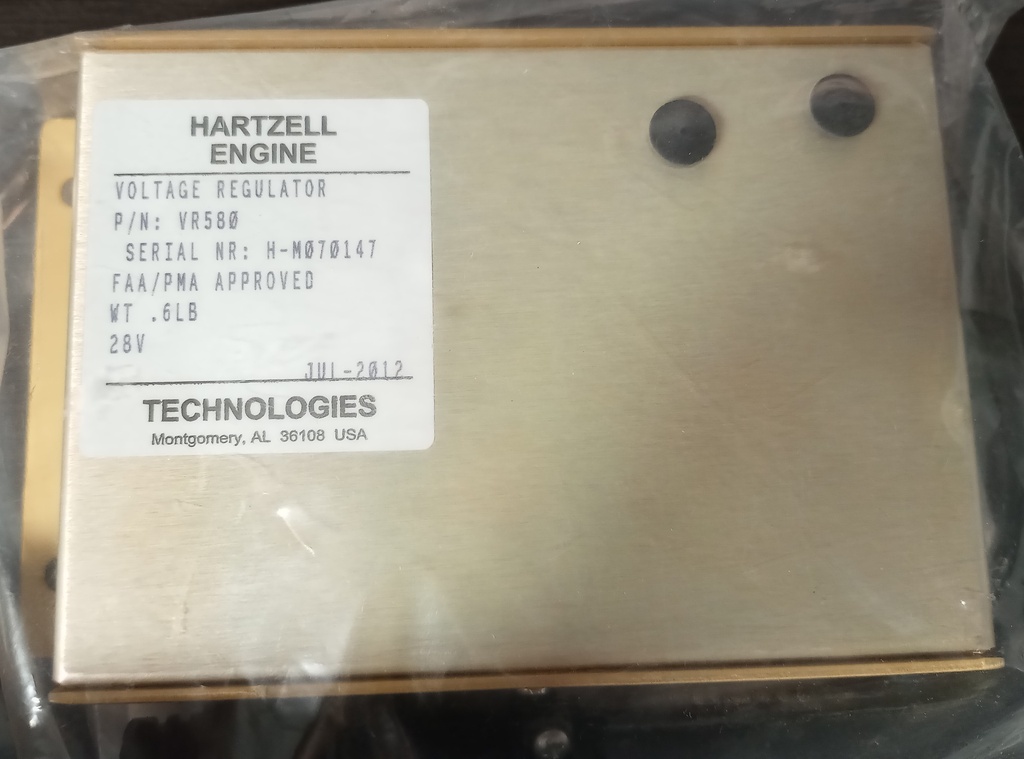 HARTZELL
ENGINE
VOLTAGE REGULATOR
P/N: VR580
SERIAL NR: H-M070147
FAA/PMA APPROVED
WT .6LB
28V
JUL-2012
TECHNOLOGIES
Montgomery, AL 36108 USA